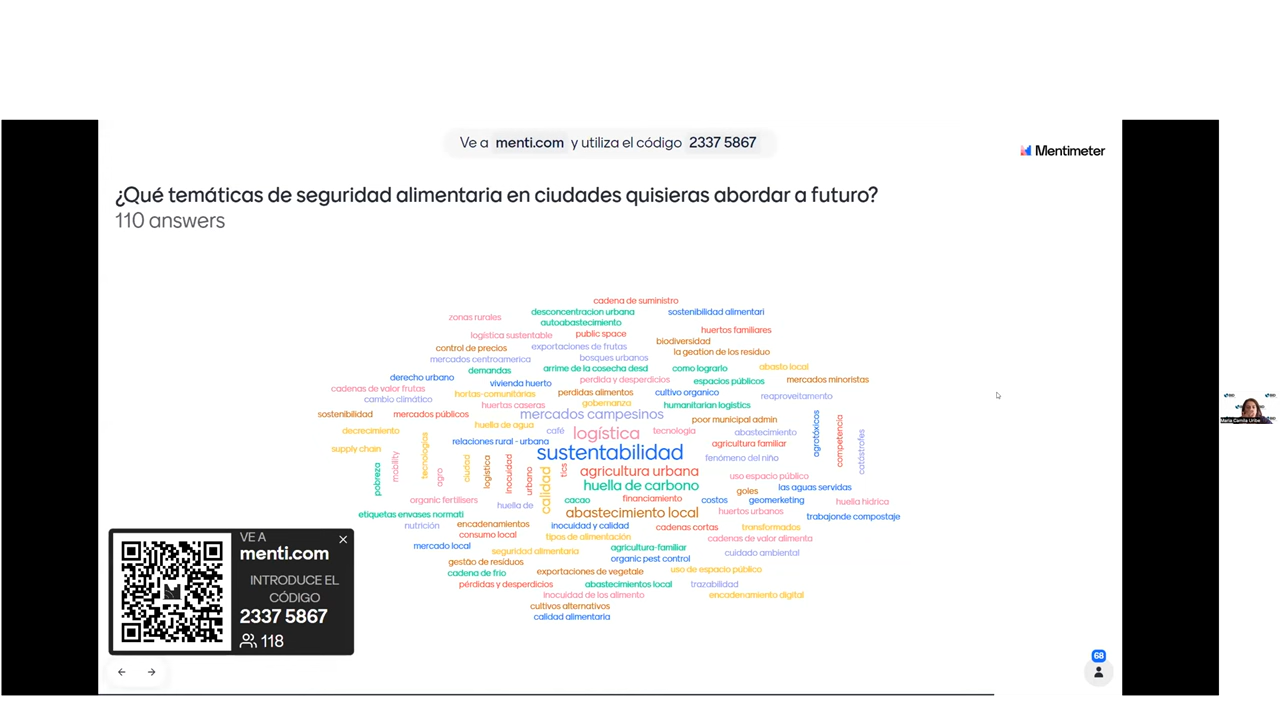 Ve a menti.com y utiliza el código 2337 5867
Mentimeter
¿Qué temáticas de seguridad alimentaria en ciudades quisieras abordar a futuro?
110 answers
cadena de suministro
zonas rurales
desconcentracion urbana
sostenibilidad alimentari
autoabastecimiento
logistica sustentable
public space
huertos familiares
control de precios
exportaciones de frutas
biodiversidad
mercados centroamerica
bosques urbanos
la geation de los residuo
demandas
arrime de la cosecha desd
como lograrlo
abasto local
derecho urbano
vivienda huerto
perdida y desperdicios
espacios públicos
mercados minoristas
cadenas de valor frutas
hortas-comunitárias
perdidas alimentos
cultivo organico
reaproveitamento
cambio climático
huertas caseras
gobernanza
humanitarian logistics
sostenibilidad
mercados públicos
mercados campesinos
poor municipal admin
decrecimiento
huella de agua
café
logística
tecnologia
abastecimiento
agrotóxicos
competencia
catástrofes
supply chain
relaciones rural - urbana
sustentabilidad
agricultura familiar
fenómeno del niño
pobreza
mobility
tecnologías
agro
ciudad
logistica
inocuidad
urbano
calidad
tics
agricultura urbana
uso espacio público
huella de carbono
goles
las aguas servidas
organic fertilisers
huella de
cacao
financiamiento
costos
geomerketing
huella hidrica
etiquetas envases normati
abastecimiento local
huertos urbanos
trabajonde compostaje
nutrición
encadenamientos
inocuidad y calidad
cadenas cortas
transformados
consumo local
tipos de alimentación
cadenas de valor alimenta
mercado local
seguridad alimentaria
agricultura-familiar
cuidado ambiental
gestão de resíduos
organic pest control
cadena de frio
exportaciones de vegetale
uso de espacio público
pérdidas y desperdicios
abastecimientos local
trazabilidad
inocuidad de los alimento
encadenamiento digital
cultivos alternativos
calidad alimentaria
VE A
menti.com
INTRODUCE EL
CÓDIGO
2337 5867
118
68